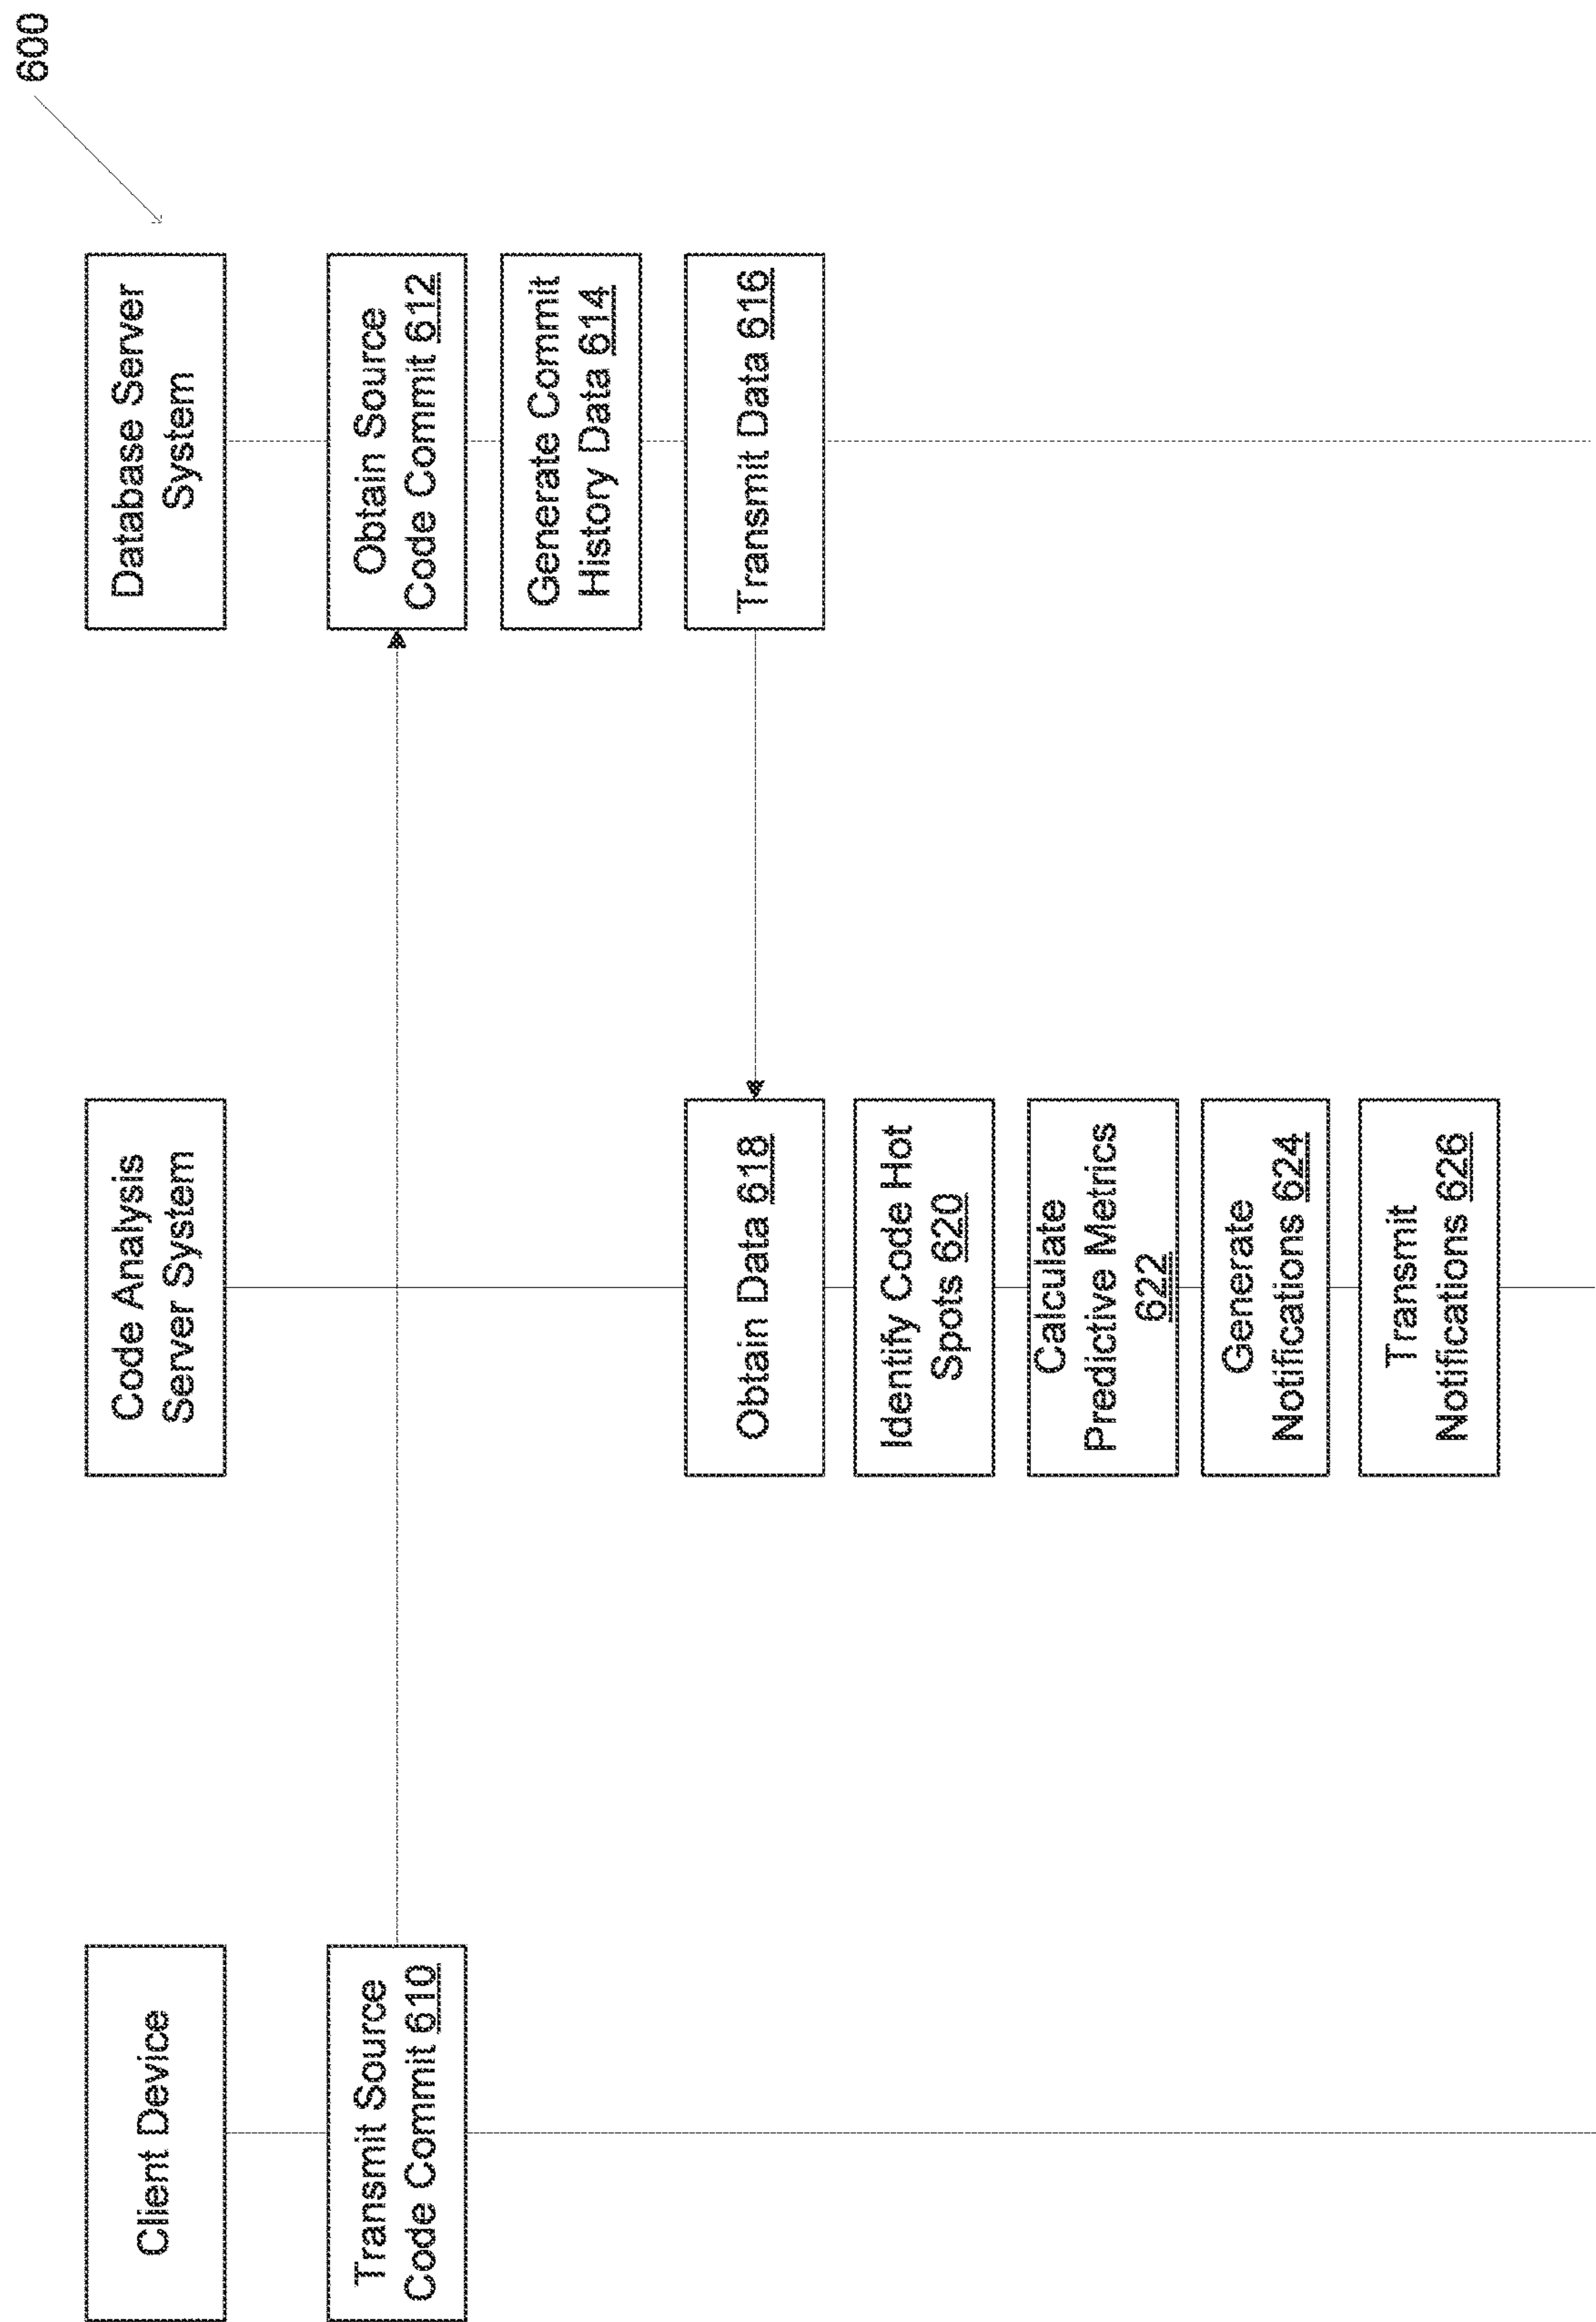 600
Client Device
Code Analysis
Server System
Database Server
System
Transmit Source
Code Commit 610
Obtain Source
Code Commit 612
Generate Commit
History Data 614
Transmit Data 616
Obtain Data 618
Identify Code Hot
Spots 620
Calculate
Predictive Metrics
622
Generate
Notifications 624
Transmit
Notifications 626